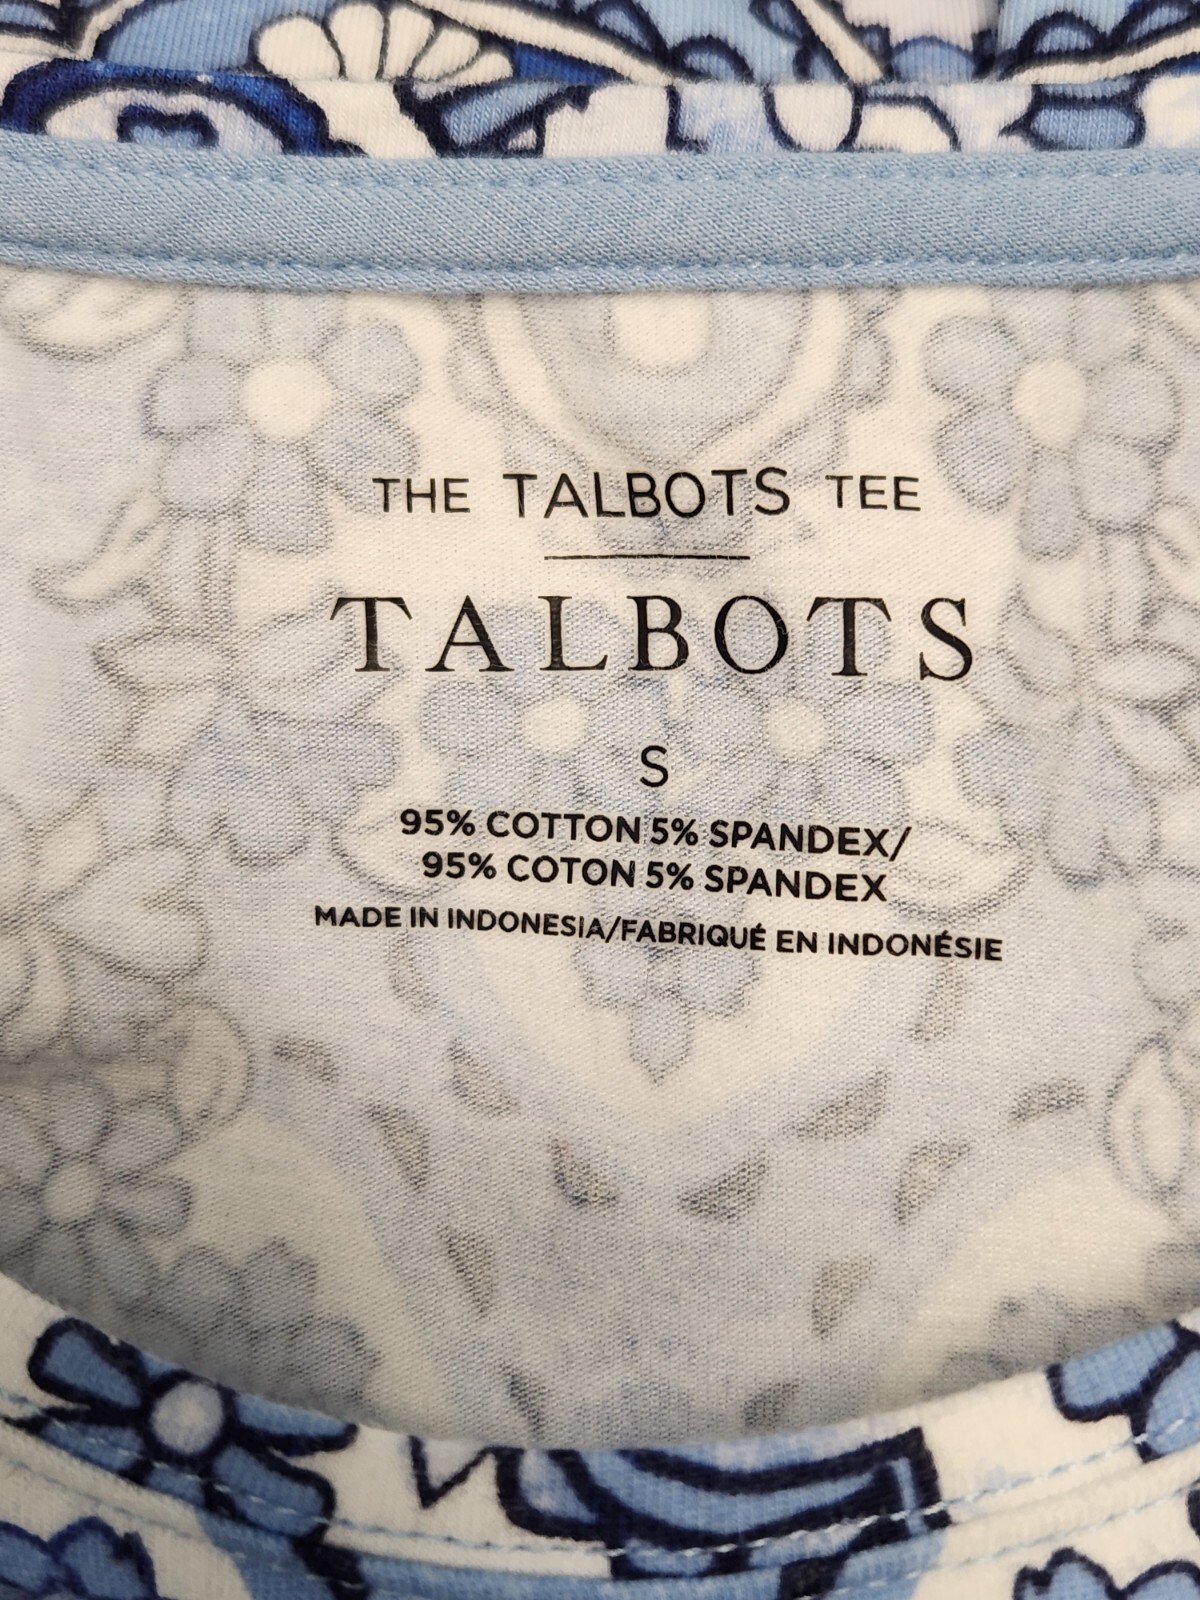 THE TALBOTS TEE
TALBOTS
S
95% COTTON 5% SPANDEX/
95% COTON 5% SPANDEX
MADE IN INDONESIA/FABRIQUÉ EN INDONÉSIE